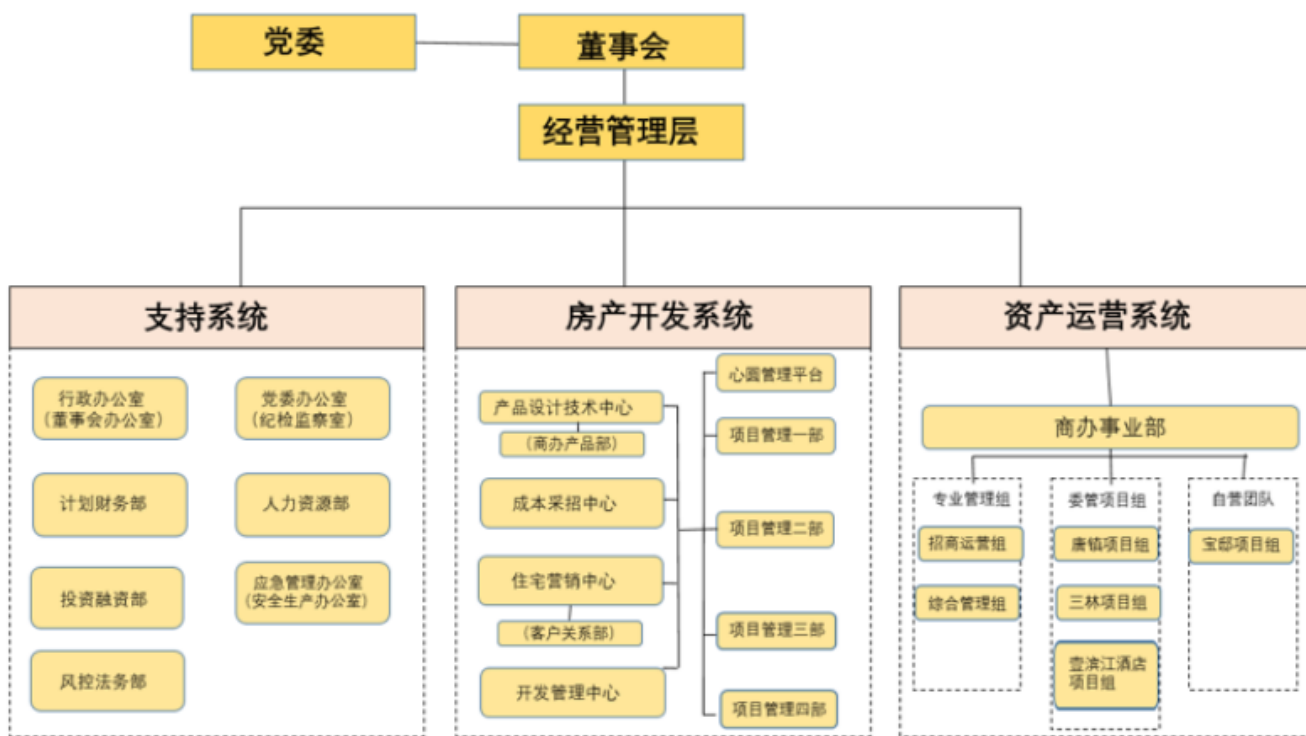 党委
董事会
经营管理层
支持系统
行政办公室
（董事会办公室）
党委办公室
（纪检监察室）
计划财务部
人力资源部
投资融资部
应急管理办公室
（安全生产办公室）
风控法务部
房产开发系统
产品设计技术中心
（商办产品部）
成本采招中心
住宅营销中心
（客户关系部）
开发管理中心
心圆管理平台
项目管理一部
项目管理二部
项目管理三部
项目管理四部
资产运营系统
商办事业部
专业管理组
招商运营组
综合管理组
委管项目组
唐镇项目组
三林项目组
壹滨江酒店
项目组
自营团队
宝邸项目组